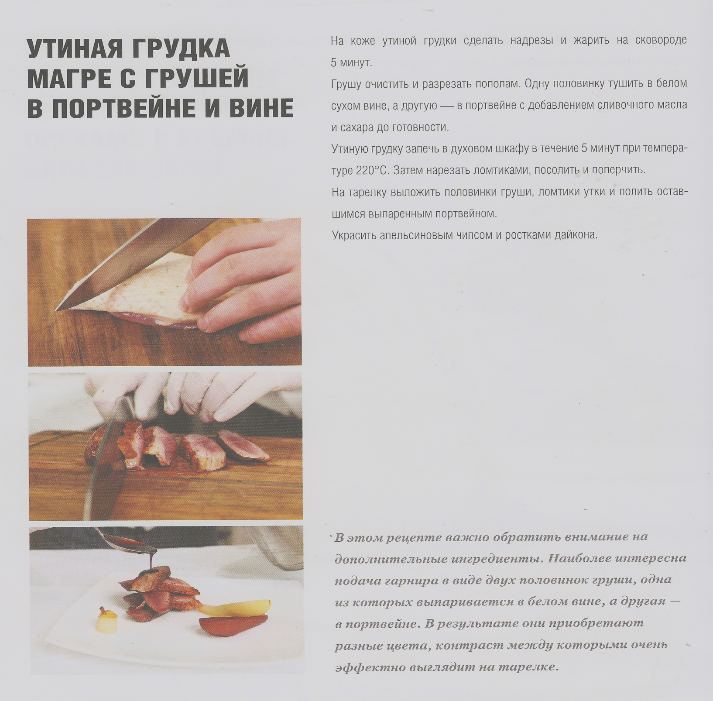 УТИНАЯ ГРУДКА
МАГРЕ С ГРУШЕЙ
В ПОРТВЕЙНЕ И ВИНЕ
На коже утиной грудки сделать надрезы и жарить на сковороде
5 минут.
Грушу очистить и разрезать пополам. Одну половинку тушить в белом
сухом вине, а другую — в портвейне с добавлением сливочного масла
и сахара до готовности.
Утиную грудку запечь в духовом шкафу в течение 5 минут при темпера-
туре 220°С. Затем нарезать ломтиками, посолить и поперчить.
На тарелку выложить половинки груши, ломтики утки и полить остав-
шимся выпаренным портвейном.
Украсить апельсиновым чипсом и ростками дайкона.
В этом рецепте важно обратить внимание на
дополнительные ингредиенты. Наиболее интересна
подача гарнира в виде двух половинок груши, одна
из которых выпаривается в белом вине, а другая —
в портвейне. В результате они приобретают
разные цвета, контраст между которыми очень
эффектно выглядит на тарелке.